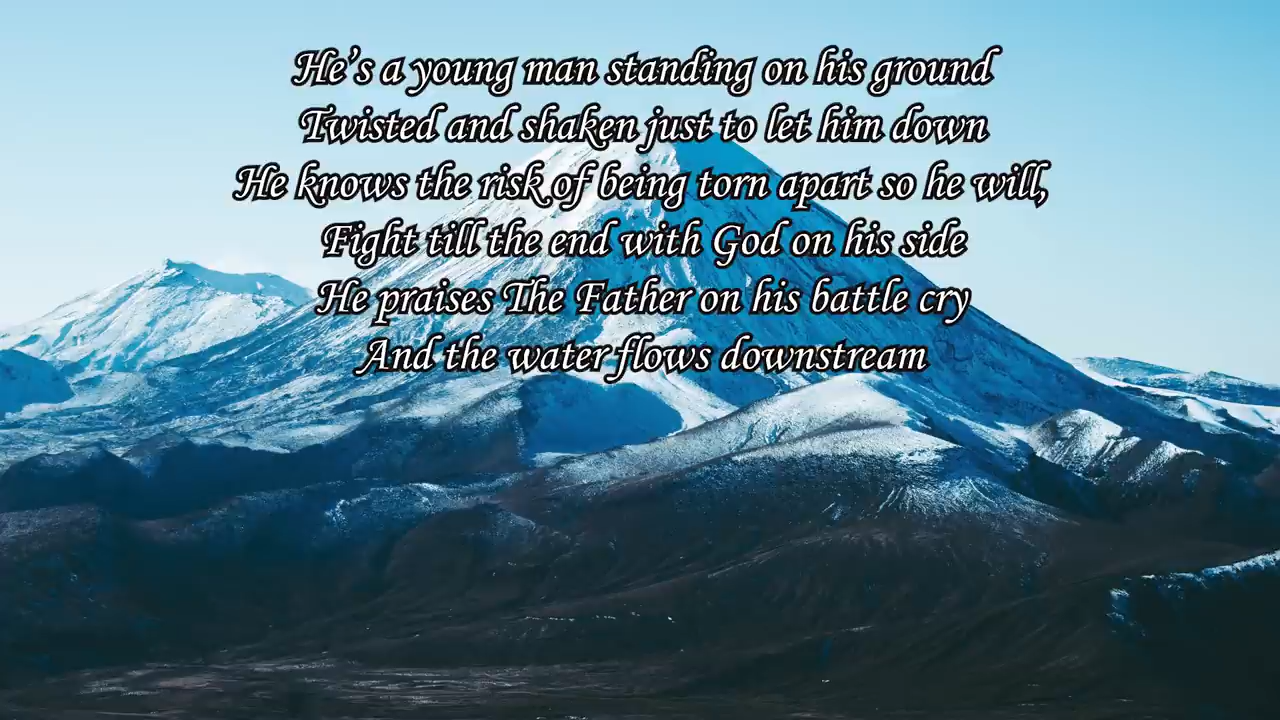 He’s a young man standing on his ground
Twisted and shaken just to let him down
He knows the risk of being torn apart so he will,
Fight till the end with God on his side
He praises The Father on his battle cry
And the water flows downstream